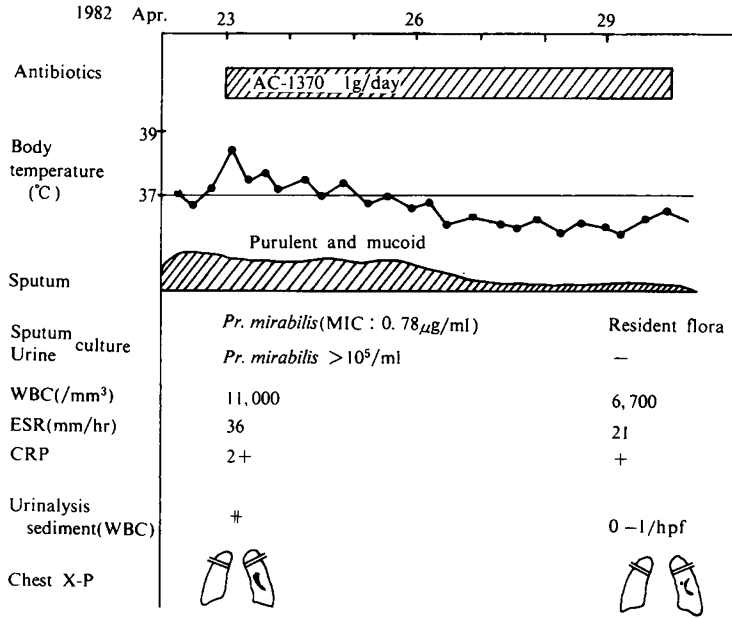 1982 Apr. 23 26 29
Antibiotics AC-1370 1g/day
39
Body temperature (℃)
37
Purulent and mucoid
Sputum
Sputum Urine culture
Pr. mirabilis (MIC : 0.78μg/ml) Resident flora
Pr. mirabilis >10⁵/ml −
WBC(/mm³) 11,000 6,700
ESR(mm/hr) 36 21
CRP 2+ +
Urinalysis
sediment(WBC) ⧺ 0−1/hpf
Chest X-P